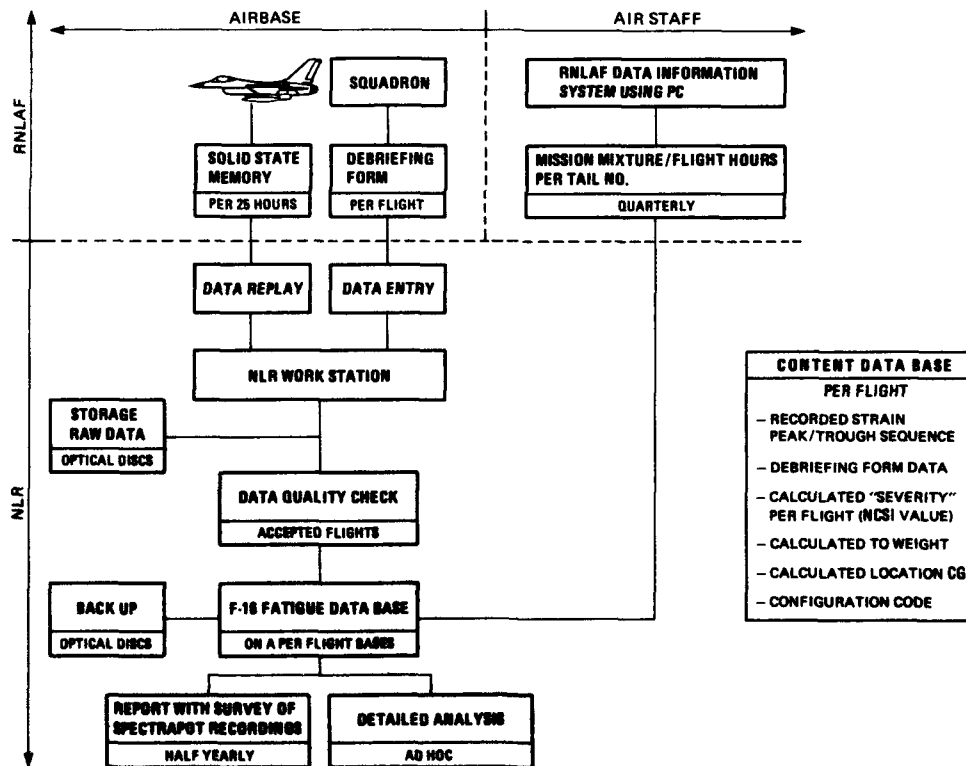 AIRBASE
AIR STAFF
RNLAF
SQUADRON
RNLAF DATA INFORMATION
SYSTEM USING PC
SOLID STATE
MEMORY
PER 25 HOURS
DEBRIEFING
FORM
PER FLIGHT
MISSION MIXTURE/FLIGHT HOURS
PER TAIL NO.
QUARTERLY
NLR
DATA REPLAY
DATA ENTRY
NLR WORK STATION
STORAGE
RAW DATA
OPTICAL DISCS
DATA QUALITY CHECK
ACCEPTED FLIGHTS
BACK UP
OPTICAL DISCS
F-16 FATIGUE DATA BASE
ON A PER FLIGHT BASES
REPORT WITH SURVEY OF
SPECTRAPOT RECORDINGS
HALF YEARLY
DETAILED ANALYSIS
AD HOC
CONTENT DATA BASE
PER FLIGHT
– RECORDED STRAIN
PEAK/TROUGH SEQUENCE
– DEBRIEFING FORM DATA
– CALCULATED "SEVERITY"
PER FLIGHT (NCSI VALUE)
– CALCULATED TO WEIGHT
– CALCULATED LOCATION CG
– CONFIGURATION CODE